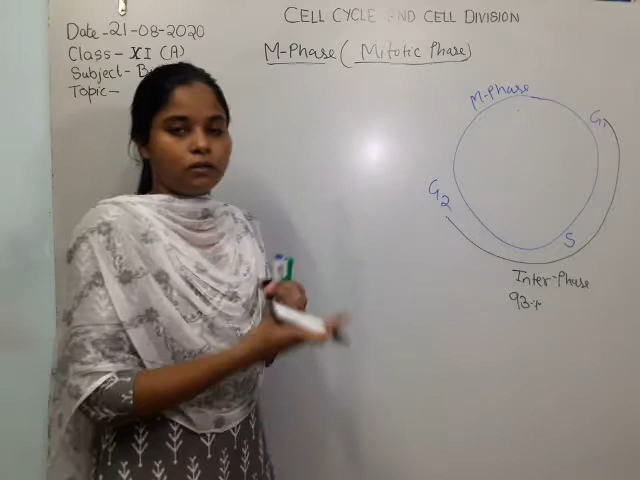 CELL CYCLE AND CELL DIVISION
Date-21-08-2020
Class- XI (A)
Subject-
Topic-
M-Phase (Mitotic Phase)
M-Phase
G1
G2
S
Inter-Phase